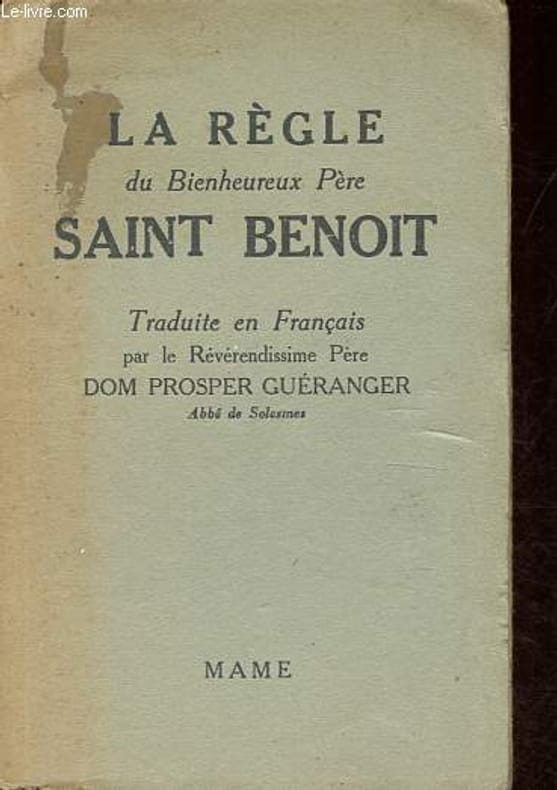 Le-livre.com
LA RÈGLE
du Bienheureux Père
SAINT BENOIT
Traduite en Français
par le Révérendissime Père
DOM PROSPER GUÉRANGER
Abbé de Solesmes
MAME